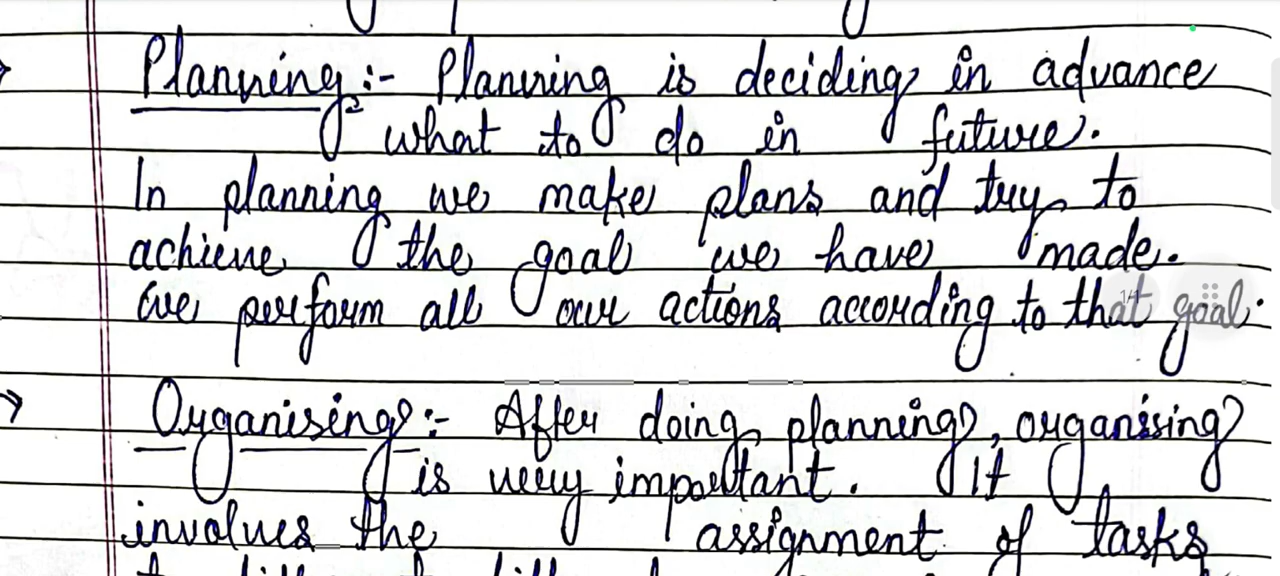 Planning:- Planning is deciding in advance
what to do in future.
In planning we make plans and try to
achieve the goal we have made.
We perform all our actions according to that goal.
→ Organising:- After doing planning, organising
is very important. It
involves the assignment of tasks